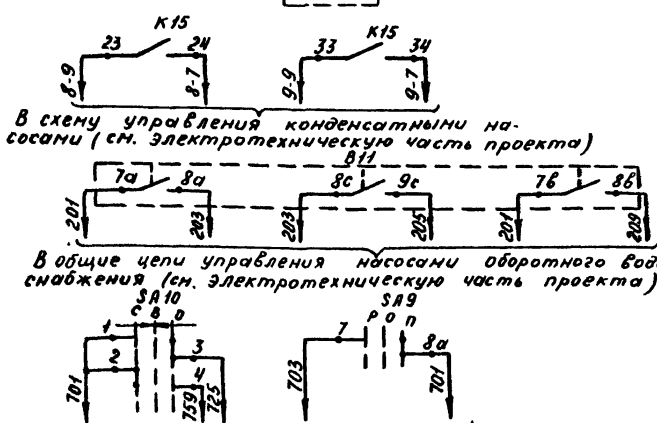 К15 К15
23 24 33 34
8-9 8-7 9-9 9-7
В схему управления конденсатными на-
сосами (см. электротехническую часть проекта)
В11
7а 8а 8с 9с 7в 8в
201 203 203 205 201 209
В общие цепи управления насосами оборотного вод
снабжения (см. электротехническую часть проекта)
SA10 SA9
С В О Р О П
1 2 3 4 7 8а
701 759 725 703 701